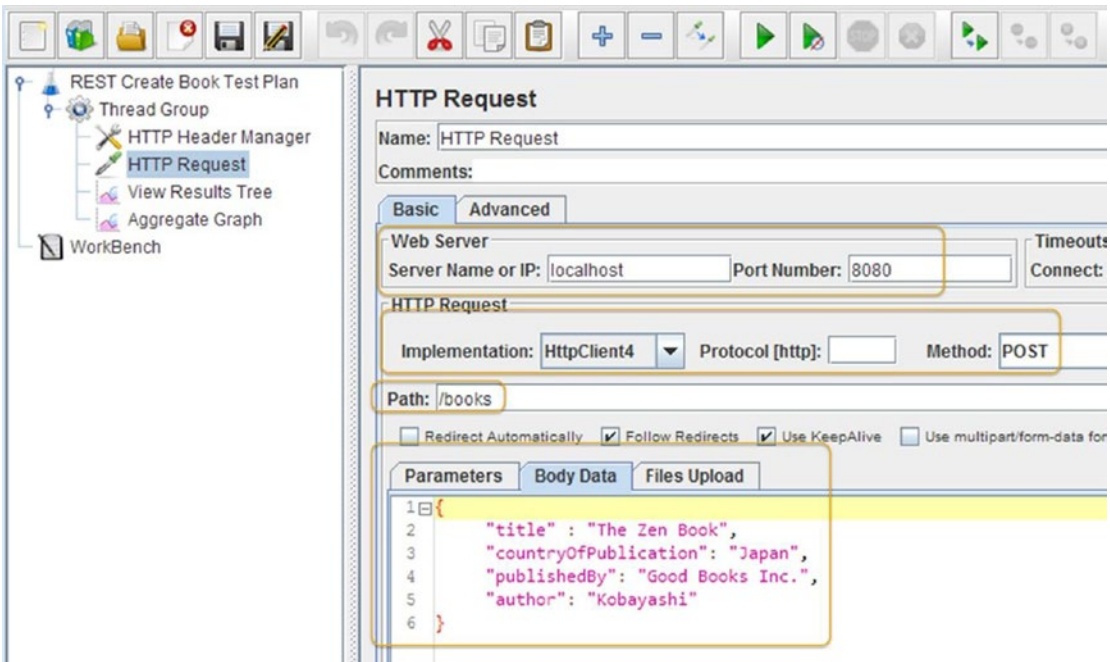 REST Create Book Test Plan
Thread Group
HTTP Header Manager
HTTP Request
View Results Tree
Aggregate Graph
WorkBench
HTTP Request
Name: HTTP Request
Comments:
Basic Advanced
Web Server
Timeouts
Server Name or IP: localhost Port Number: 8080 Connect:
HTTP Request
Implementation: HttpClient4 Protocol [http]: Method: POST
Path: /books
Redirect Automatically Follow Redirects Use KeepAlive Use multipart/form-data for
Parameters Body Data Files Upload
1 {
2 "title" : "The Zen Book",
3 "countryOfPublication": "Japan",
4 "publishedBy": "Good Books Inc.",
5 "author": "Kobayashi"
6 }